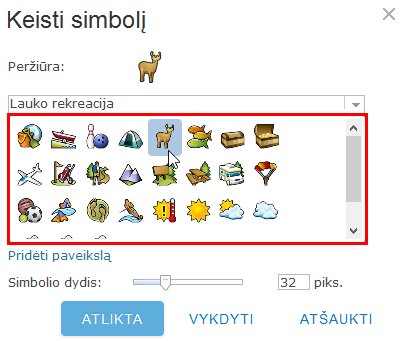 Keisti simbolį
Peržiūra:
Lauko rekreacija
Pridėti paveikslą
Simbolio dydis: 32 piks.
ATLIKTA VYKDYTI ATŠAUKTI